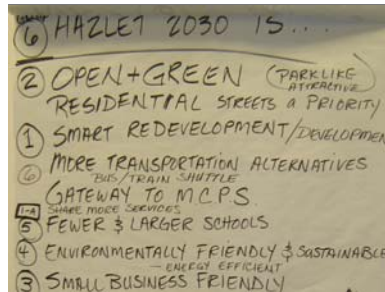 GROUP 6 HAZLET 2030 IS....
2 OPEN+GREEN (PARKLIKE
ATTRACTIVE)
RESIDENTIAL STREETS A PRIORITY
1 SMART REDEVELOPMENT/DEVELOPMEN
6 MORE TRANSPORTATION ALTERNATIVES
BUS/TRAIN SHUTTLE
GATEWAY TO M.C.P.S.
1-A SHARE MORE SERVICES
5 FEWER & LARGER SCHOOLS
4 ENVIRONMENTALLY FRIENDLY & SUSTAINABLE
— ENERGY EFFICIENT
3 SMALL BUSINESS FRIENDLY